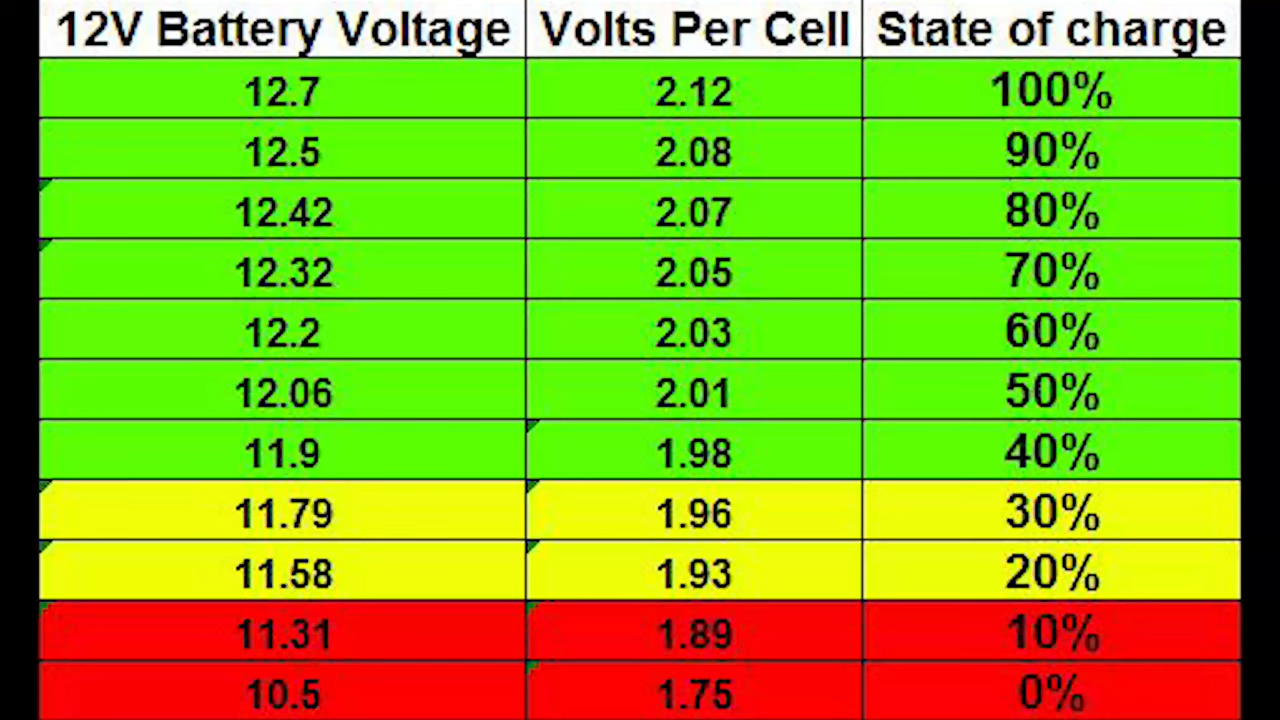 12V Battery Voltage Volts Per Cell State of charge
12.7 2.12 100%
12.5 2.08 90%
12.42 2.07 80%
12.32 2.05 70%
12.2 2.03 60%
12.06 2.01 50%
11.9 1.98 40%
11.79 1.96 30%
11.58 1.93 20%
11.31 1.89 10%
10.5 1.75 0%